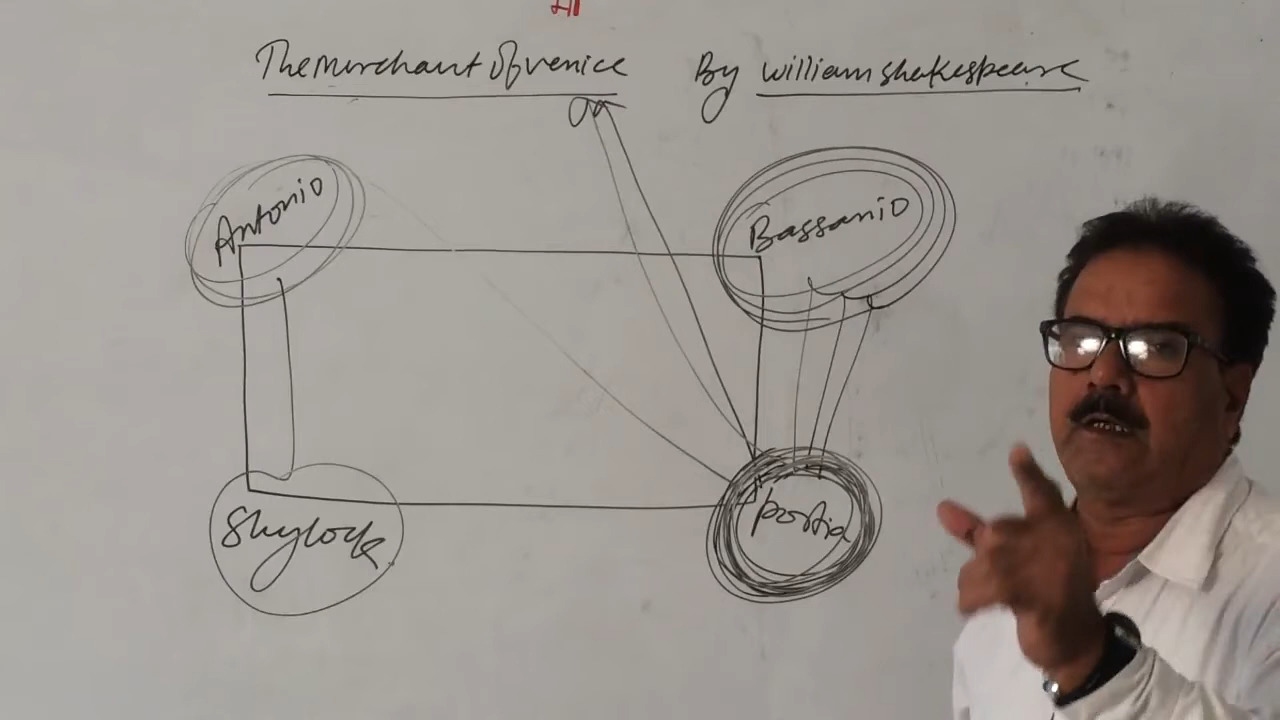 The Merchant Of Venice By William Shakespeare
Antonio Bassanio
Shylock Portia